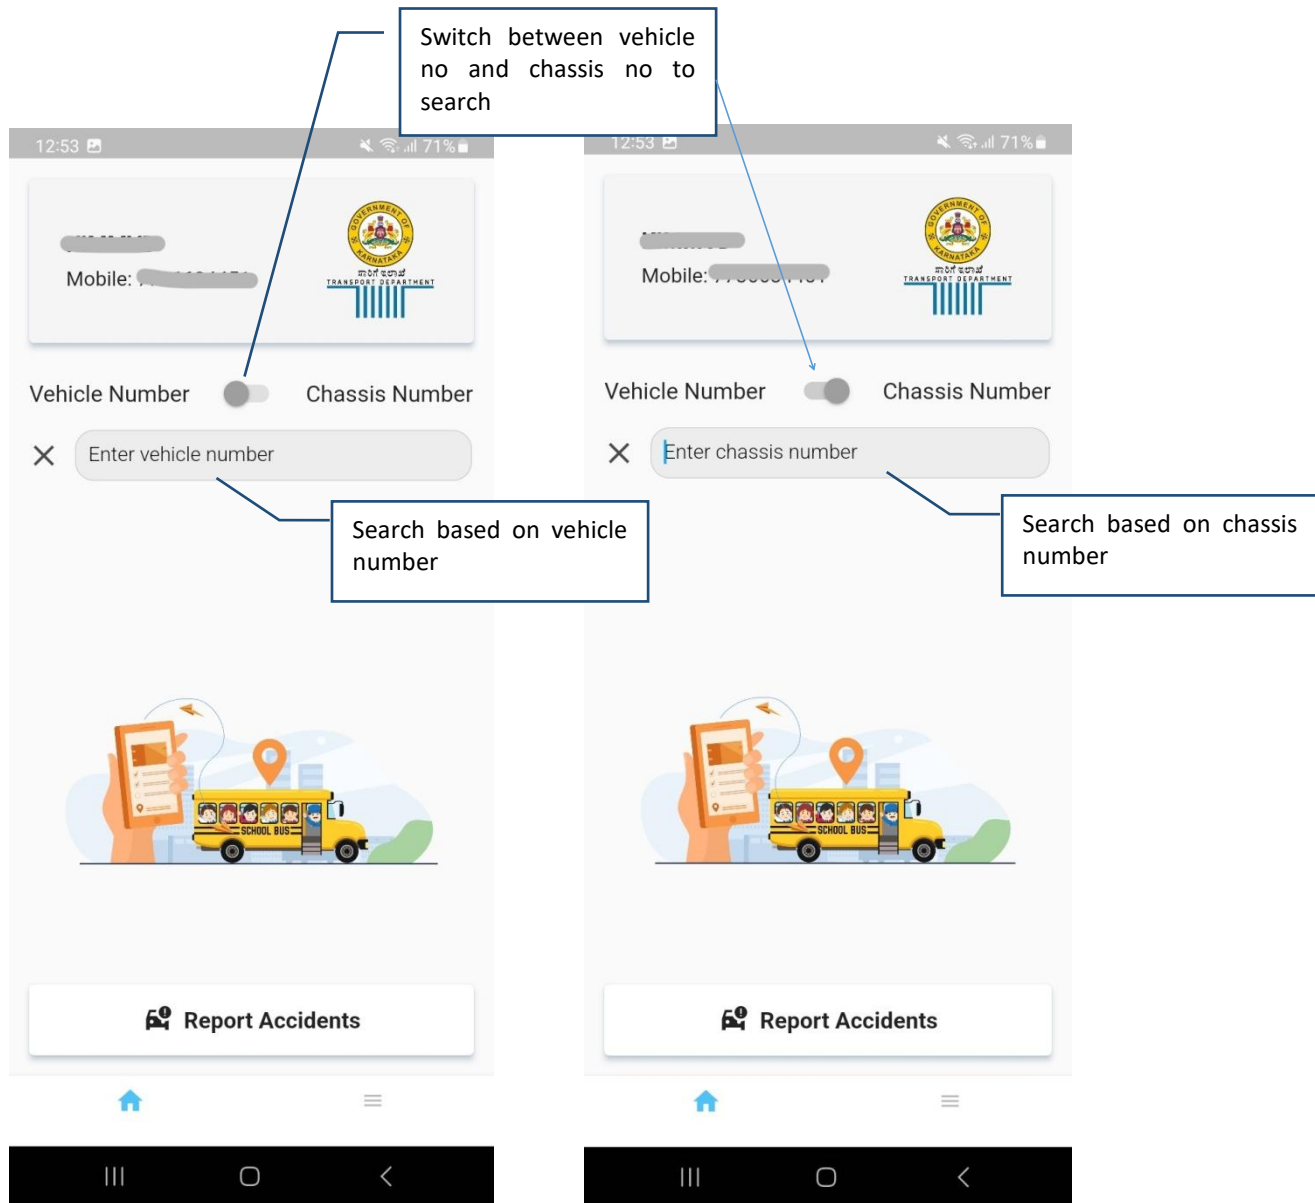 Switch between vehicle
no and chassis no to
search
12:53
71%
Mobile:
GOVERNMENT OF
KARNATAKA
ಸಾರಿಗೆ ಇಲಾಖೆ
TRANSPORT DEPARTMENT
Vehicle Number
Chassis Number
Enter vehicle number
Search based on vehicle
number
SCHOOL BUS
Report Accidents
12:53
71%
Mobile:
GOVERNMENT OF
KARNATAKA
ಸಾರಿಗೆ ಇಲಾಖೆ
TRANSPORT DEPARTMENT
Vehicle Number
Chassis Number
Enter chassis number
Search based on chassis
number
SCHOOL BUS
Report Accidents